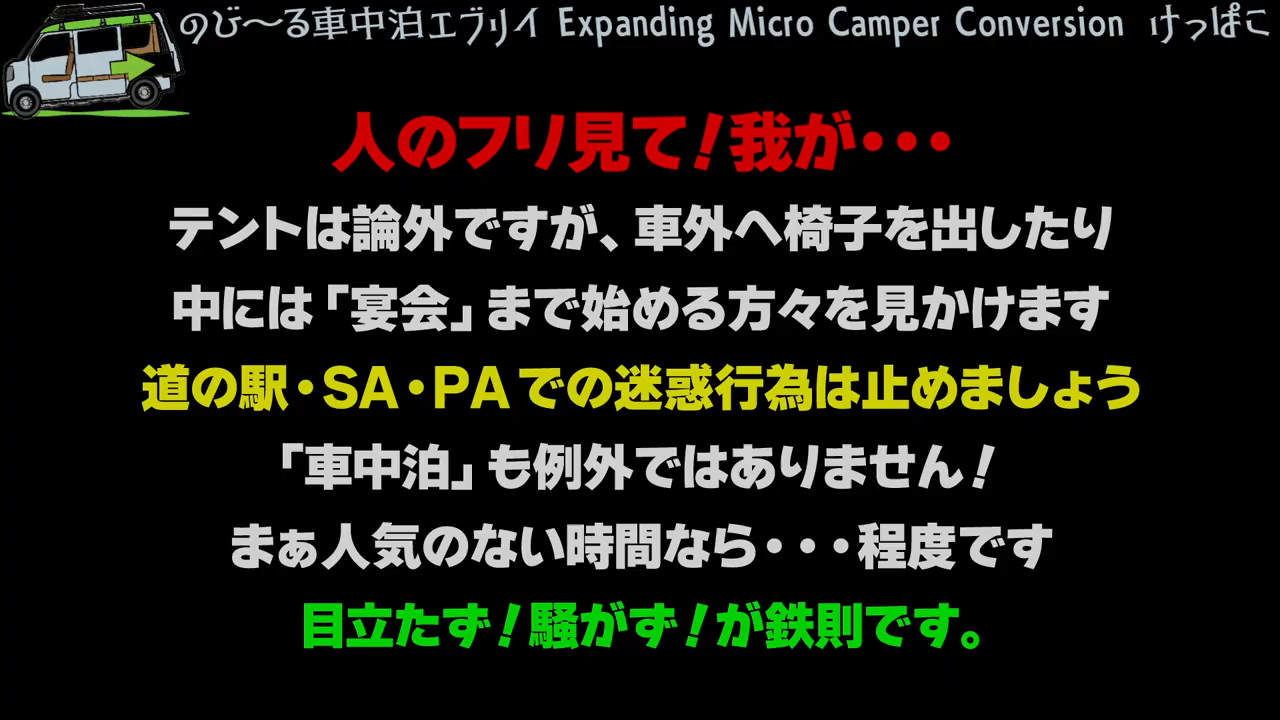 のび〜る車中泊エブリイ Expanding Micro Camper Conversion けっぱこ
人のフリ見て！我が・・・
テントは論外ですが、車外へ椅子を出したり
中には「宴会」まで始める方々を見かけます
道の駅・SA・PAでの迷惑行為は止めましょう
「車中泊」も例外ではありません！
まぁ人気のない時間なら・・・程度です
目立たず！騒がず！が鉄則です。